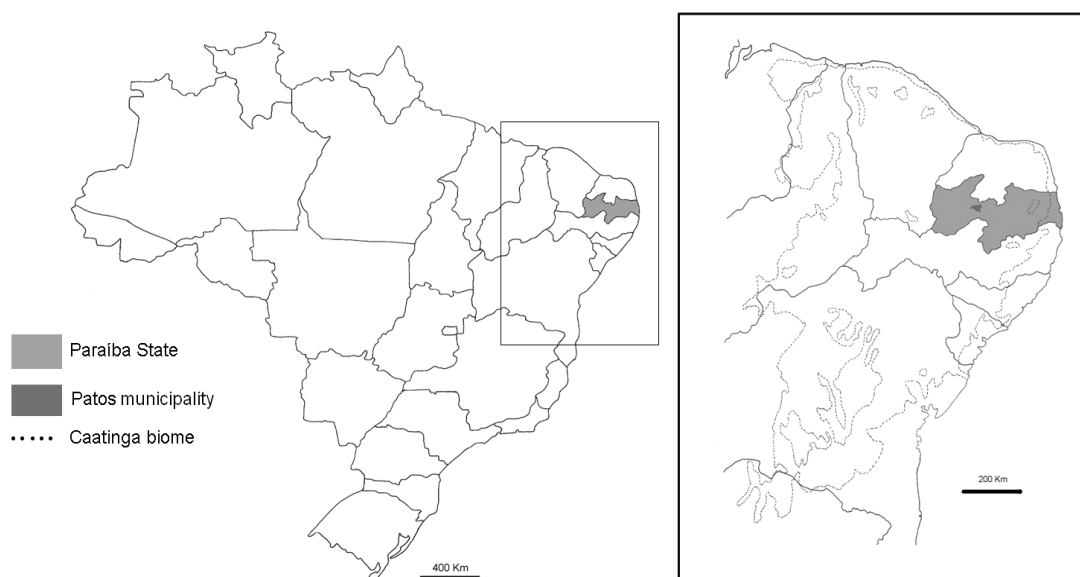 Paraíba State
Patos municipality
Caatinga biome
400 Km
200 Km